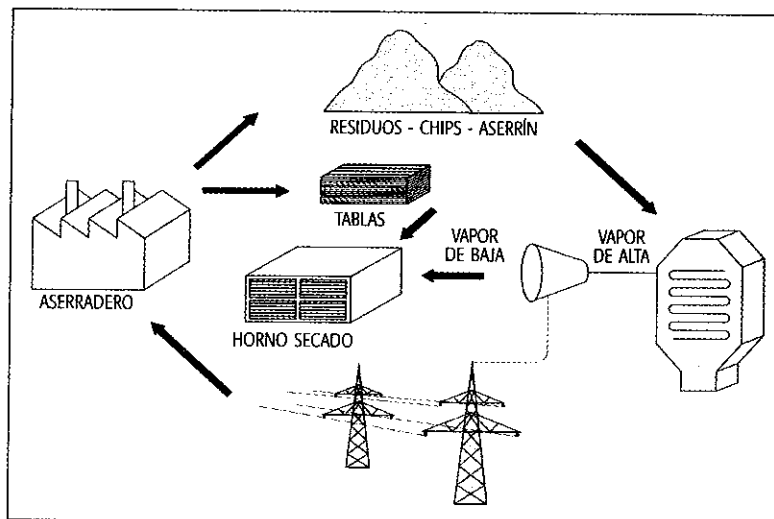 RESIDUOS - CHIPS - ASERRÍN
TABLAS
VAPOR
DE BAJA
VAPOR
DE ALTA
ASERRADERO
HORNO SECADO